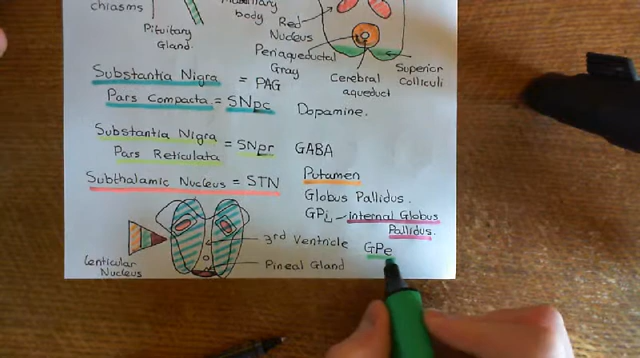 chiasms
Pituitary
Gland.
body
Red
Nucleus
Periaqueductal
Gray
= PAG
Cerebral
aqueduct
Superior
Colliculi
Substantia Nigra
Pars Compacta = SNpc
Dopamine.
Substantia Nigra
Pars Reticulata = SNpr
GABA
Subthalamic Nucleus = STN
Putamen
Globus Pallidus.
GPi - Internal Globus
Pallidus.
GPe
3rd Ventricle
Pineal Gland
Lenticular
Nucleus